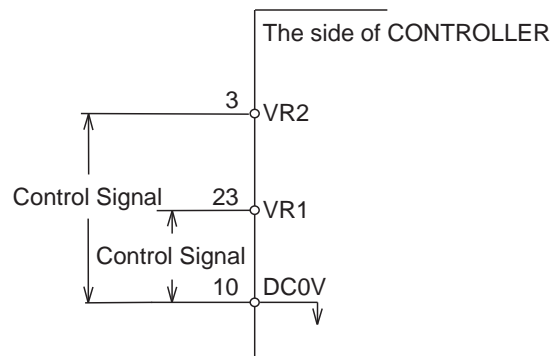 The side of CONTROLLER
3
VR2
Control Signal
23
VR1
Control Signal
10
DC0V